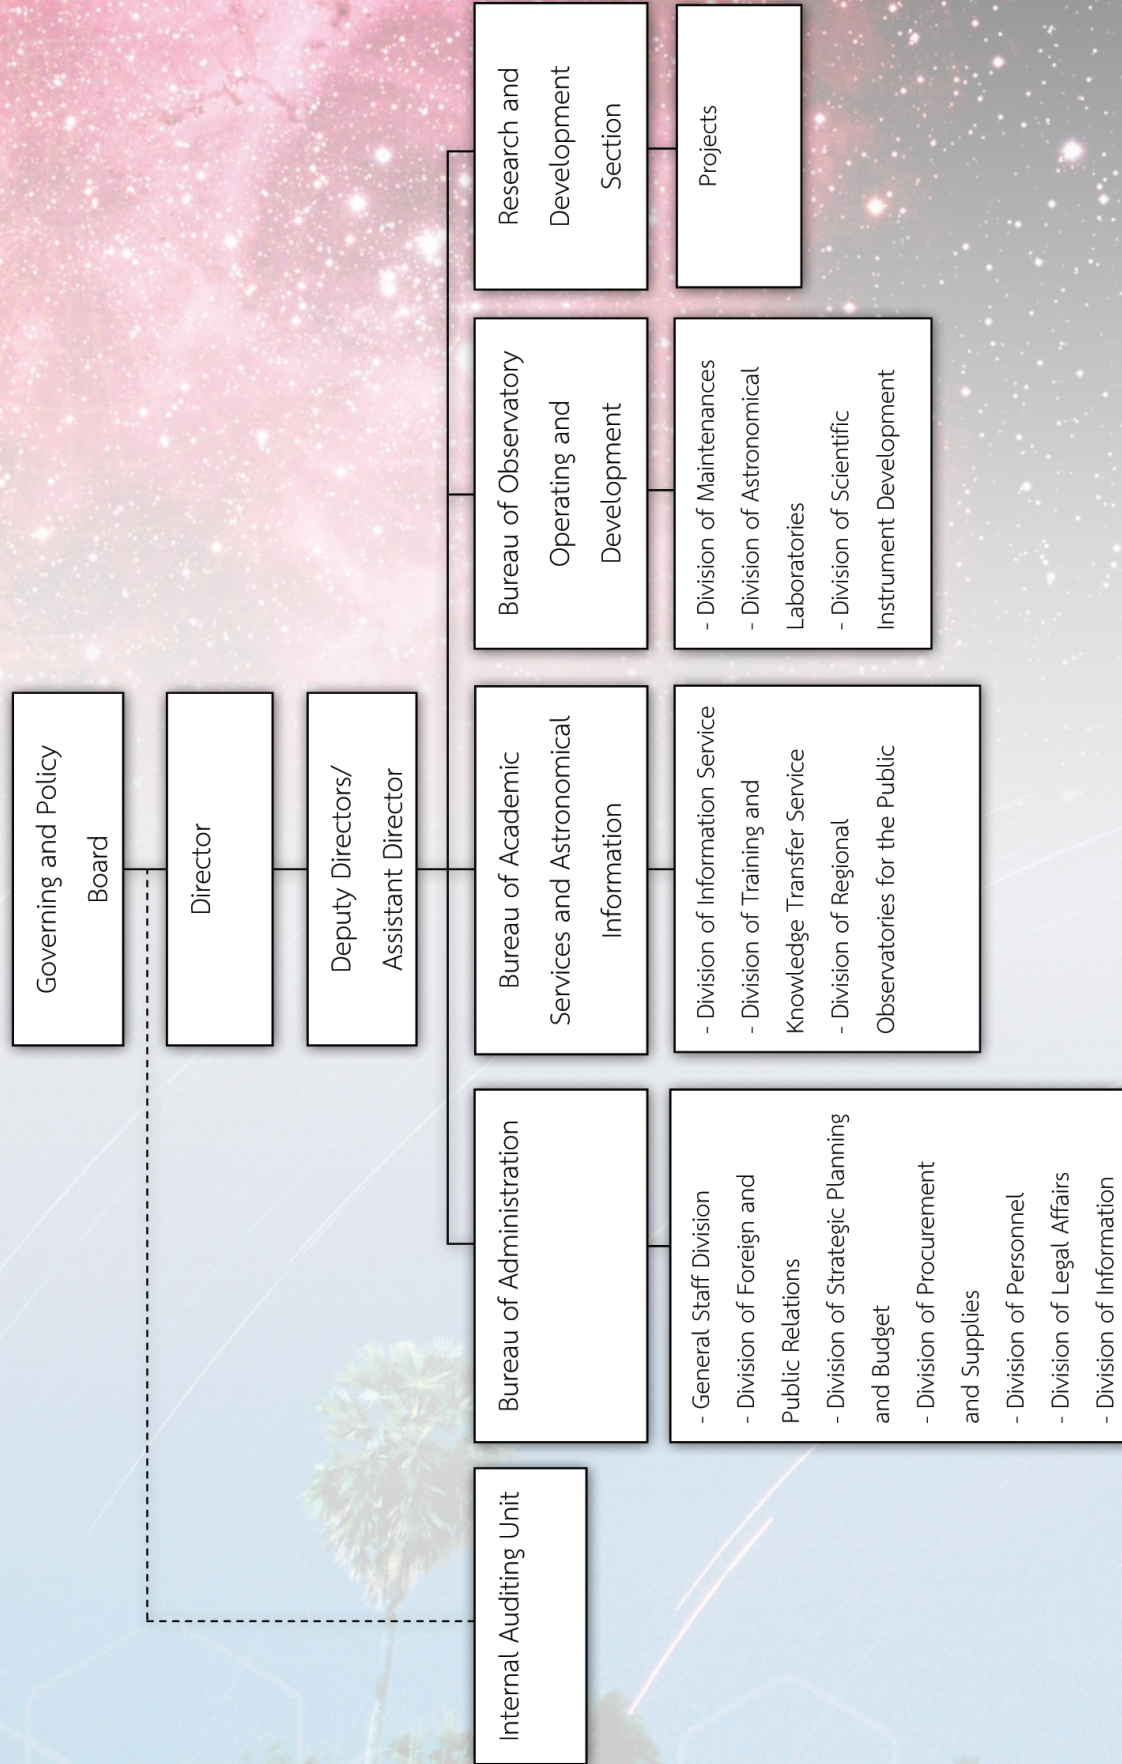 Governing and Policy
Board
Director
Deputy Directors/
Assistant Director
Internal Auditing Unit
Bureau of Administration
Bureau of Academic
Services and Astronomical
Information
Bureau of Observatory
Operating and
Development
Research and
Development
Section
- General Staff Division
- Division of Foreign and
Public Relations
- Division of Strategic Planning
and Budget
- Division of Procurement
and Supplies
- Division of Personnel
- Division of Legal Affairs
- Division of Information
- Division of Information Service
- Division of Training and
Knowledge Transfer Service
- Division of Regional
Observatories for the Public
- Division of Maintenances
- Division of Astronomical
Laboratories
- Division of Scientific
Instrument Development
Projects